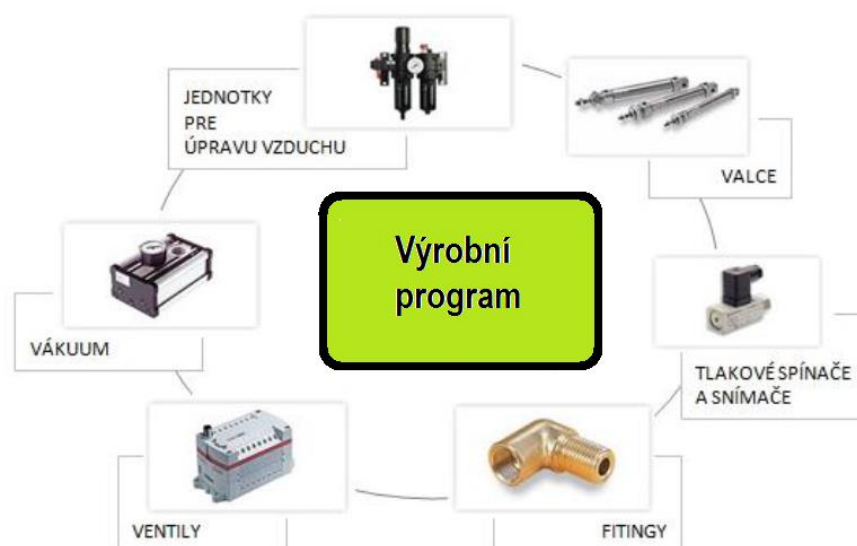 JEDNOTKY
PRE
ÚPRAVU VZDUCHU
VALCE
Výrobní
program
VÁKUUM
TLAKOVÉ SPÍNAČE
A SNÍMAČE
VENTILY
FITINGY